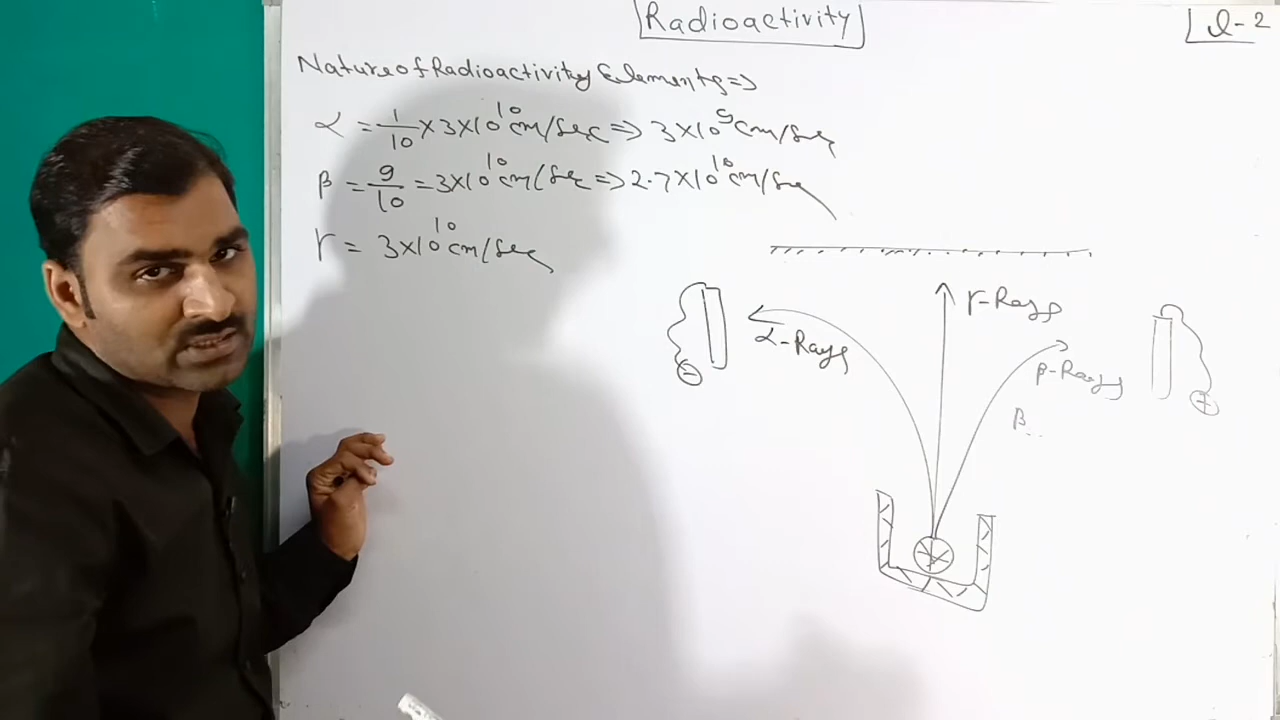 Radioactivity
L-2
Nature of Radioactivity Elements ⇒
α = 1/10 × 3×10^10 cm/sec ⇒ 3×10^9 cm/sec
β = 9/10 = 3×10^10 cm/sec ⇒ 2.7×10^10 cm/sec
γ = 3×10^10 cm/sec
γ-Rays
α-Rays
β-Rays
−
+
β